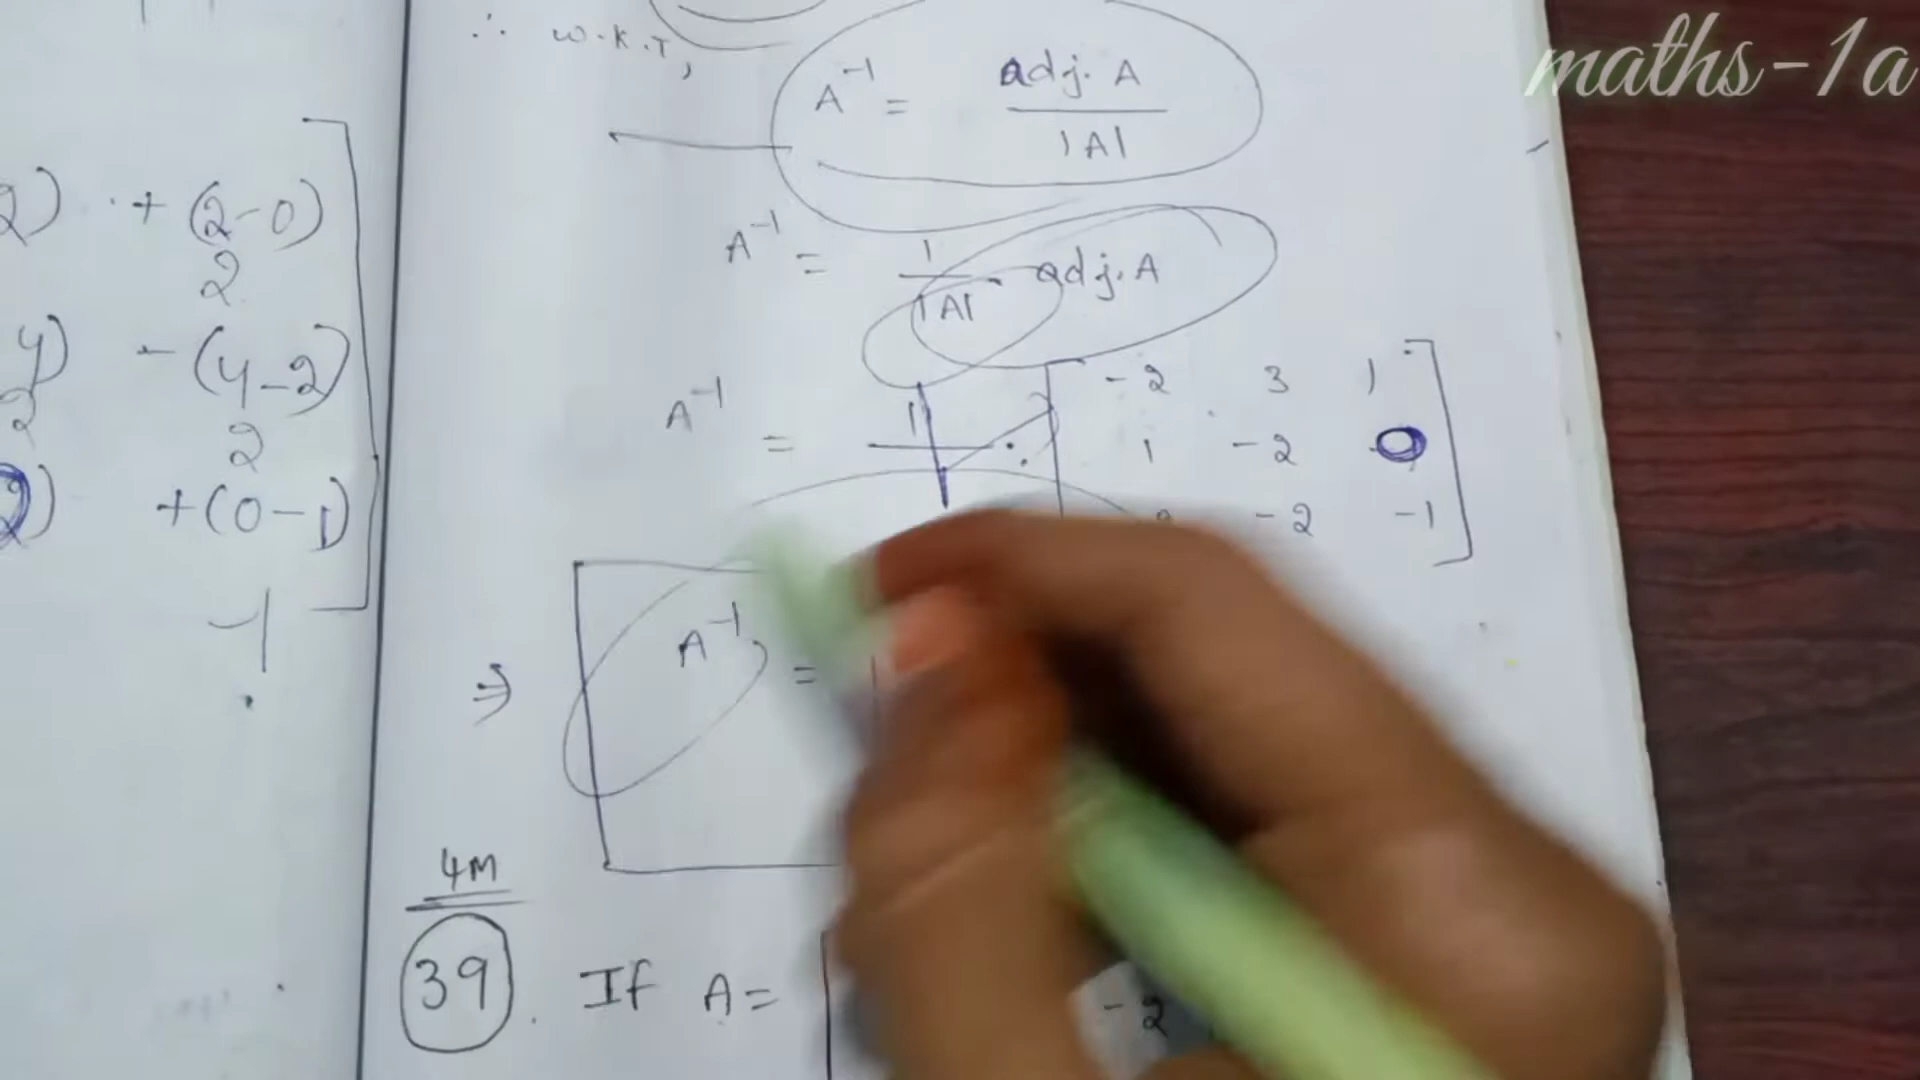 maths-1a
∴ w.k.T,
A⁻¹ = adj. A
|A|
A⁻¹ = 1
|A| adj. A
A⁻¹ = 1
-2 3 1
1 -2 0
-2 -1
⇒ A⁻¹ =
4M
39. If A =
-2
2) + (2-0)
2
4) - (4-2)
2 2
2) + (0-1)
-1